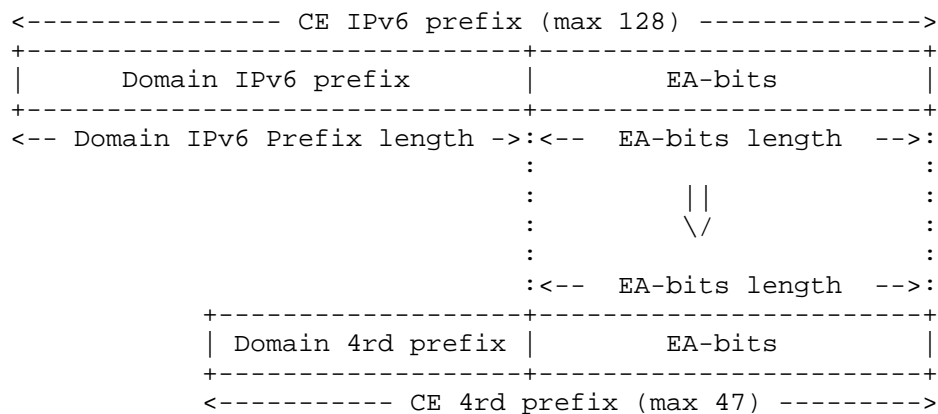 <---------------- CE IPv6 prefix (max 128) -------------->
+--------------------------------+-------------------------+
|       Domain IPv6 prefix       |         EA-bits         |
+--------------------------------+-------------------------+
<-- Domain IPv6 Prefix length ->:<--  EA-bits length  -->:
:                         :
:          ||             :
:          \/             :
:                         :
:<--  EA-bits length  -->:
+--------------------+-------------------------+
| Domain 4rd prefix |         EA-bits         |
+--------------------+-------------------------+
<----------- CE 4rd prefix (max 47) --------->